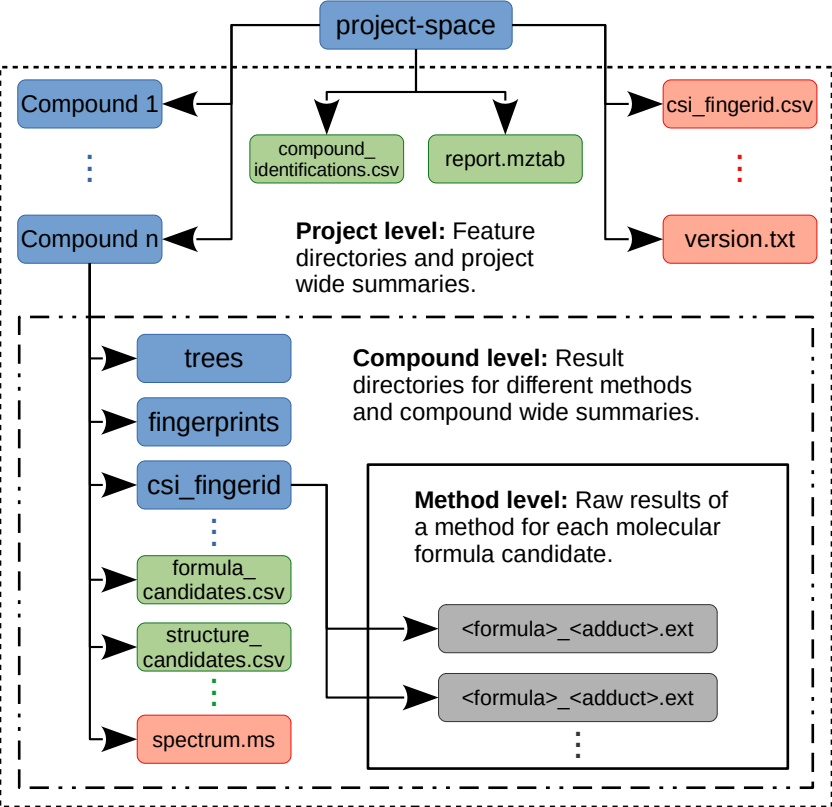 project-space
Compound 1
compound_
identifications.csv
report.mztab
csi_fingerid.csv
Compound n
version.txt
Project level: Feature
directories and project
wide summaries.
trees
fingerprints
csi_fingerid
formula_
candidates.csv
structure_
candidates.csv
spectrum.ms
Compound level: Result
directories for different methods
and compound wide summaries.
Method level: Raw results of
a method for each molecular
formula candidate.
<formula>_<adduct>.ext
<formula>_<adduct>.ext